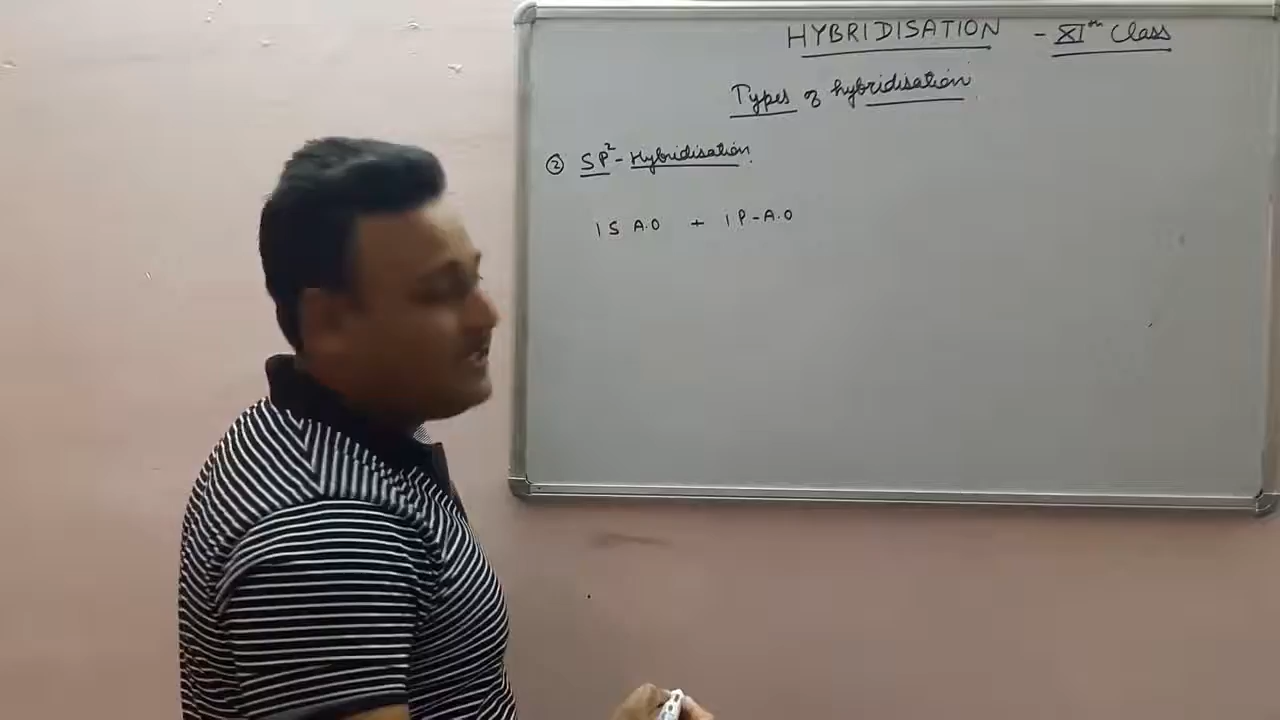 HYBRIDISATION - XIth Class
Types of hybridisation
② SP² - Hybridisation.
1 S A.O + 1 P-A.O